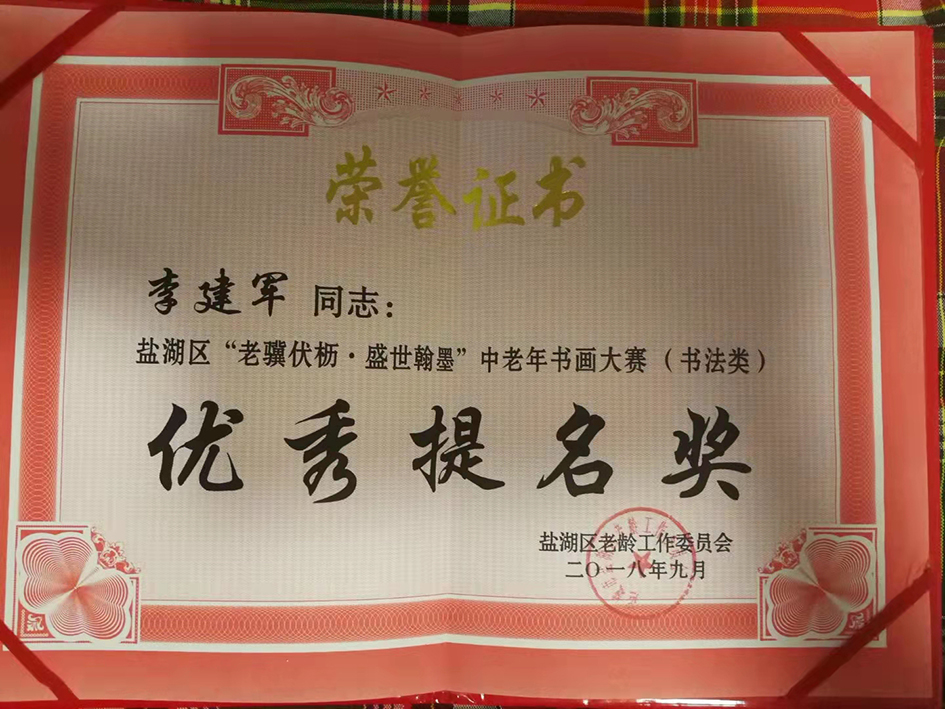 荣誉证书
李建军 同志：
盐湖区“老骥伏枥·盛世翰墨”中老年书画大赛（书法类）
优秀提名奖
盐湖区老龄工作委员会
二〇一八年九月